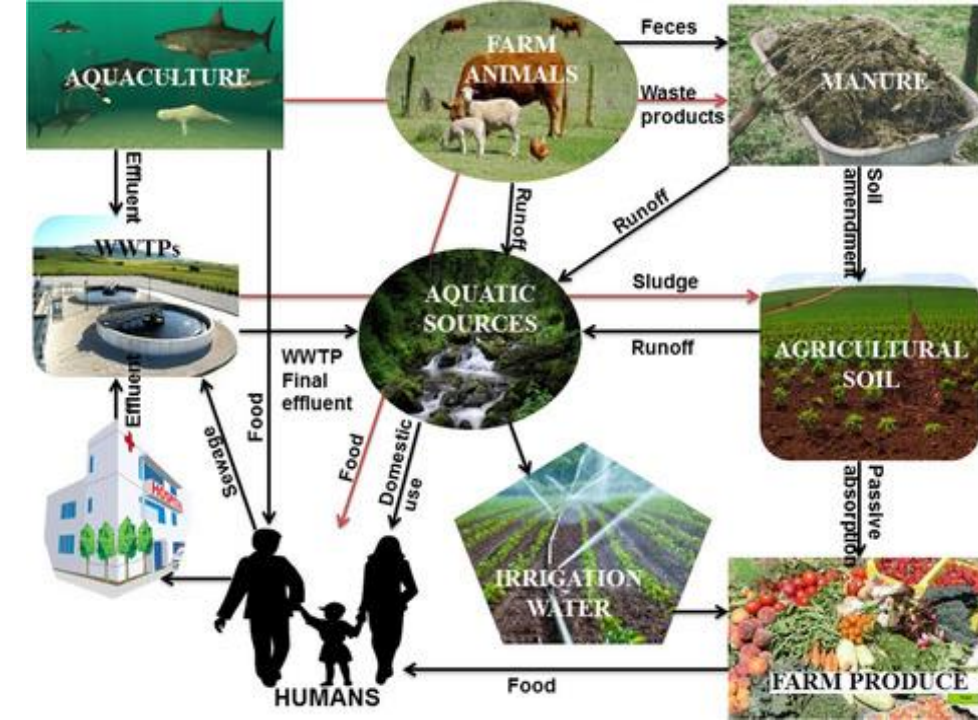 AQUACULTURE
FARM
ANIMALS
Feces
MANURE
Waste
products
Effluent
Runoff
Runoff
Soil
amendment
WWTPs
AQUATIC
SOURCES
Sludge
WWTP
Final
effluent
Runoff
AGRICULTURAL
SOIL
Effluent
Food
Sewage
Food
Domestic
use
Passive
absorption
IRRIGATION
WATER
HUMANS
Food
FARM PRODUCE